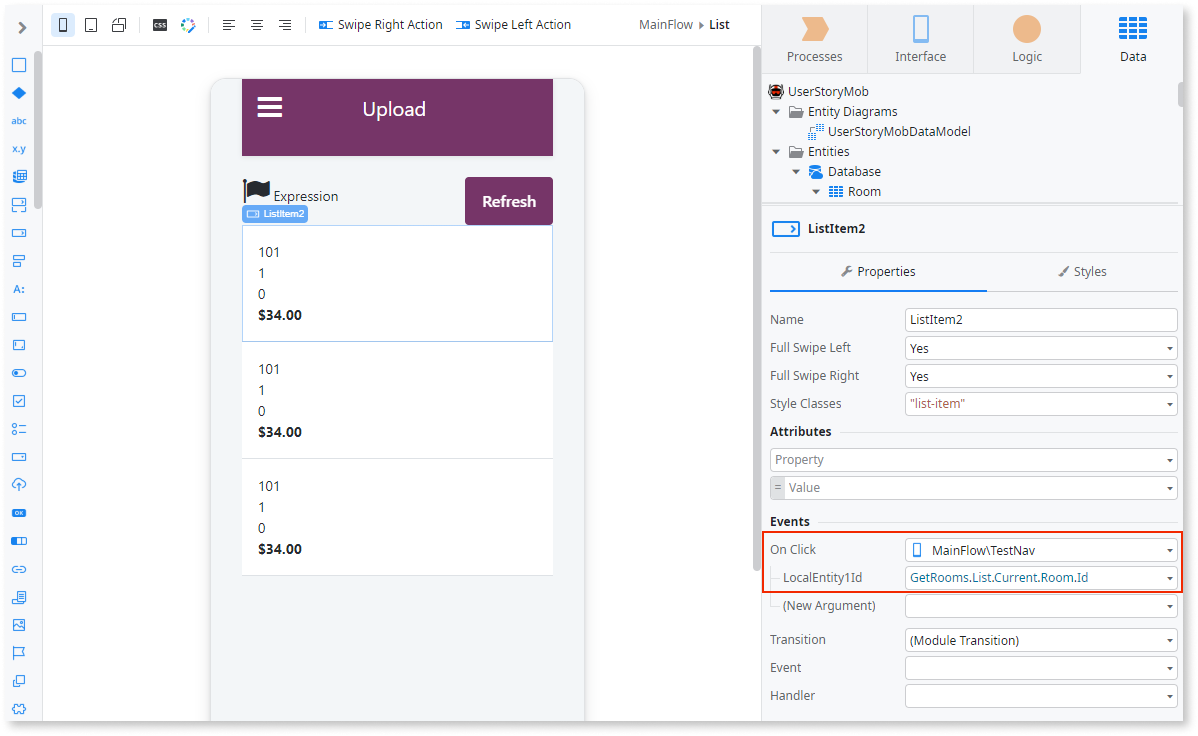 CSS
Swipe Right Action
Swipe Left Action
MainFlow
List
Processes
Interface
Logic
Data
abc
x.y
A:
OK
Upload
Expression
Refresh
ListItem2
101
1
0
$34.00
101
1
0
$34.00
101
1
0
$34.00
UserStoryMob
Entity Diagrams
UserStoryMobDataModel
Entities
Database
Room
ListItem2
Properties
Styles
Name
ListItem2
Full Swipe Left
Yes
Full Swipe Right
Yes
Style Classes
"list-item"
Attributes
Property
= Value
Events
On Click
MainFlow\TestNav
LocalEntity1Id
GetRooms.List.Current.Room.Id
(New Argument)
Transition
(Module Transition)
Event
Handler